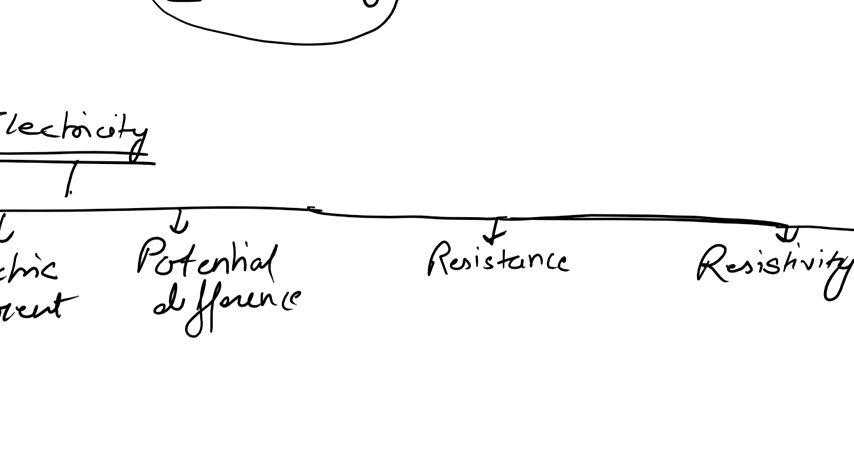 Electricity
Potential
difference
Resistance
Resistivity